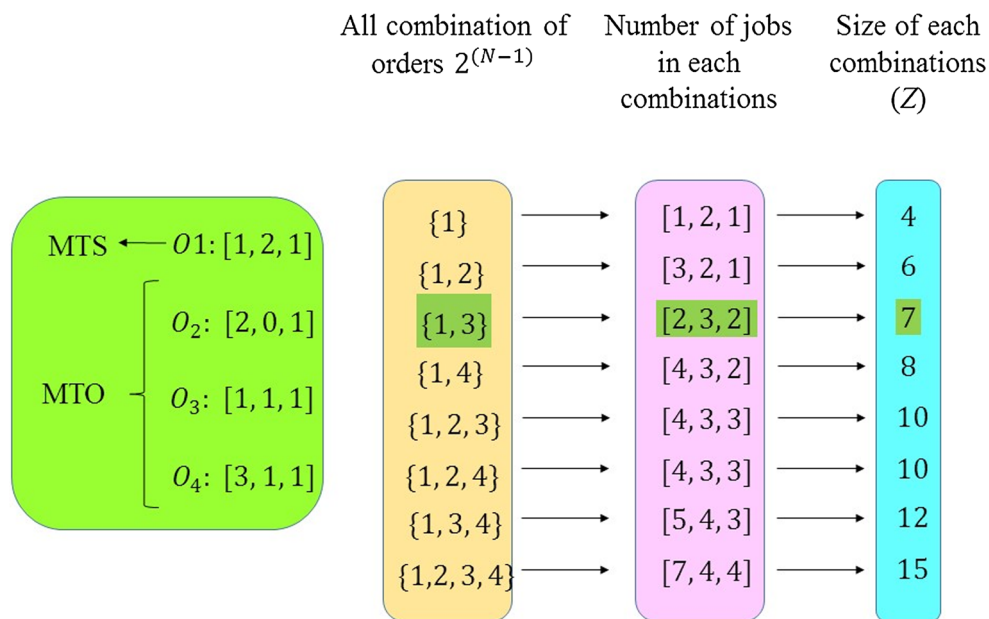 All combination of
orders 2^(N−1)
Number of jobs
in each
combinations
Size of each
combinations
(Z)
MTS
O1: [1, 2, 1]
O₂: [2, 0, 1]
MTO
O₃: [1, 1, 1]
O₄: [3, 1, 1]
{1} [1, 2, 1] 4
{1, 2} [3, 2, 1] 6
{1, 3} [2, 3, 2] 7
{1, 4} [4, 3, 2] 8
{1, 2, 3} [4, 3, 3] 10
{1, 2, 4} [4, 3, 3] 10
{1, 3, 4} [5, 4, 3] 12
{1,2, 3, 4} [7, 4, 4] 15